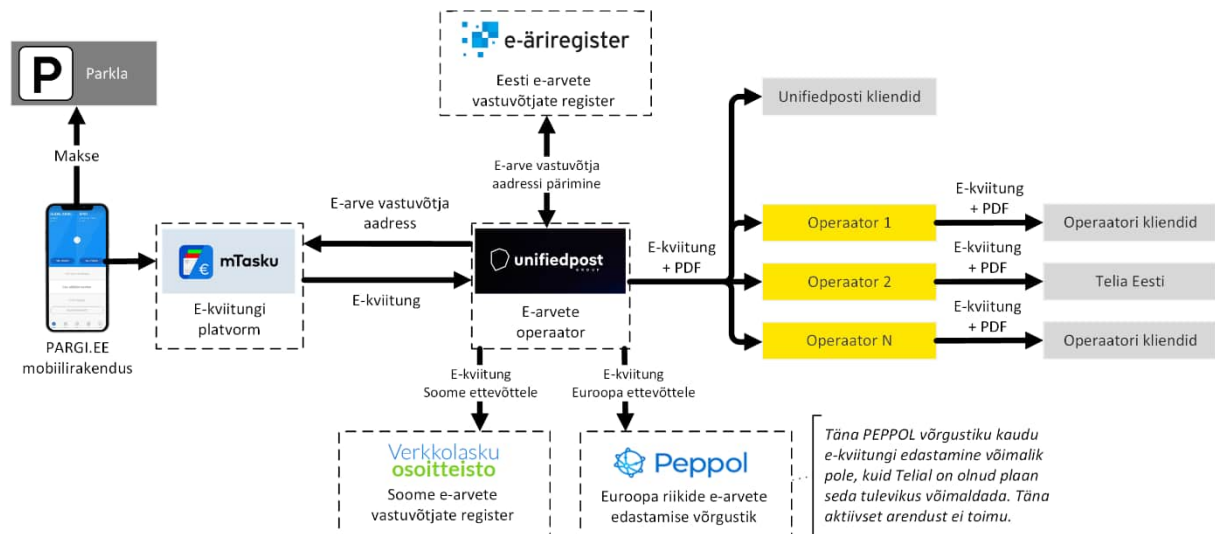 e-äriregister
Eesti e-arvete
vastuvõtjate register
P
Parkla
Makse
Unifiedposti kliendid
E-arve vastuvõtja
aadressi pärimine
E-arve vastuvõtja
aadress
mTasku
E-kviitung
E-kviitungi
platvorm
unifiedpost
GROUP
E-arvete
operaator
PARGI.EE
mobiilirakendus
E-kviitung
+ PDF
Operaator 1
E-kviitung
+ PDF
Operaatori kliendid
Operaator 2
E-kviitung
+ PDF
Telia Eesti
Operaator N
E-kviitung
+ PDF
Operaatori kliendid
E-kviitung
Soome ettevõttele
E-kviitung
Euroopa ettevõttele
Verkkolasku
osoitteisto
Soome e-arvete
vastuvõtjate register
Peppol
Euroopa riikide e-arvete
edastamise võrgustik
Täna PEPPOL võrgustiku kaudu
e-kviitungi edastamine võimalik
pole, kuid Telial on olnud plaan
seda tulevikus võimaldada. Täna
aktiivset arendust ei toimu.